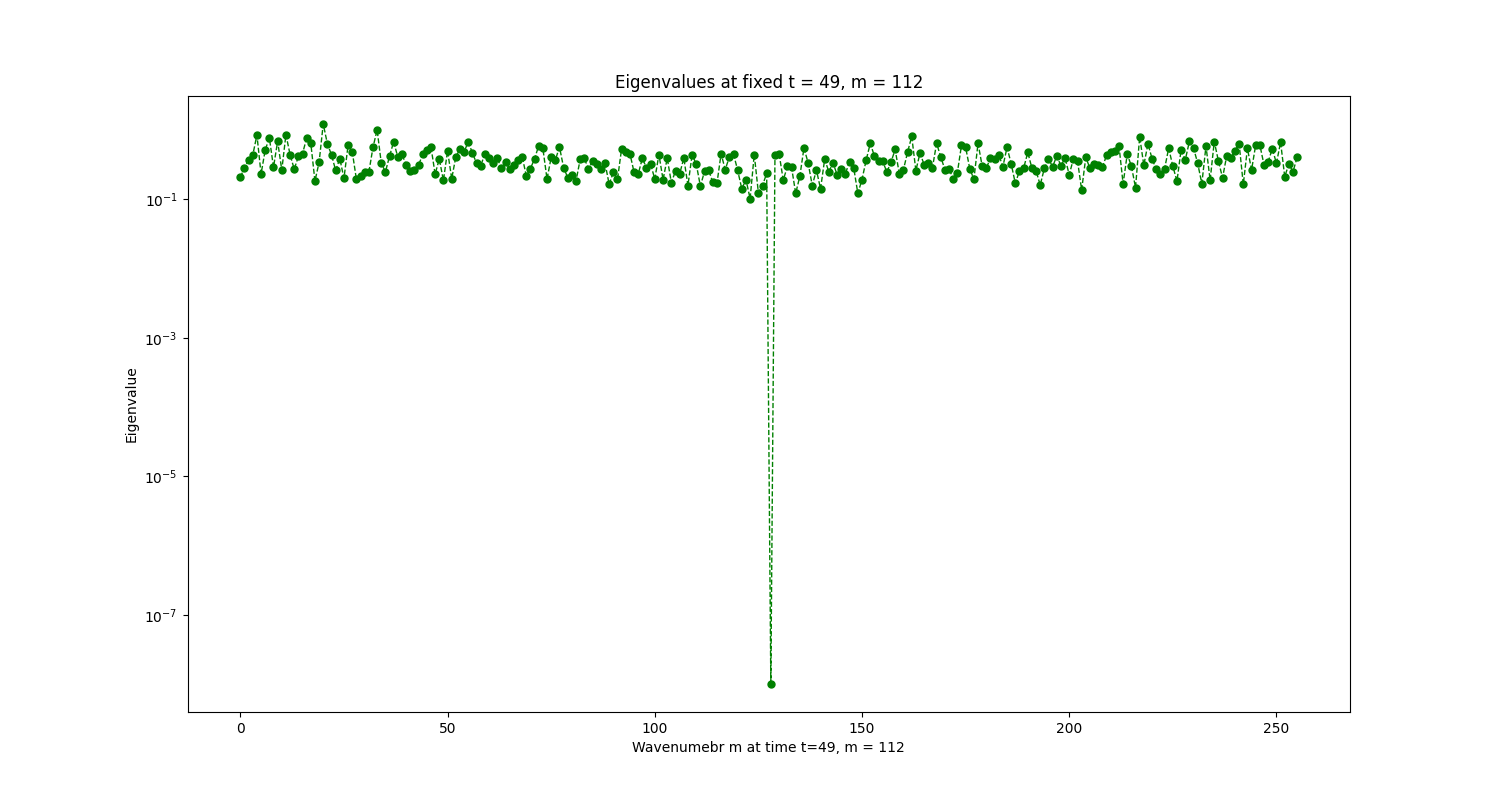 Eigenvalues at fixed t = 49, m = 112
10⁻¹
10⁻³
10⁻⁵
10⁻⁷
Eigenvalue
0 50 100 150 200 250
Wavenumebr m at time t=49, m = 112